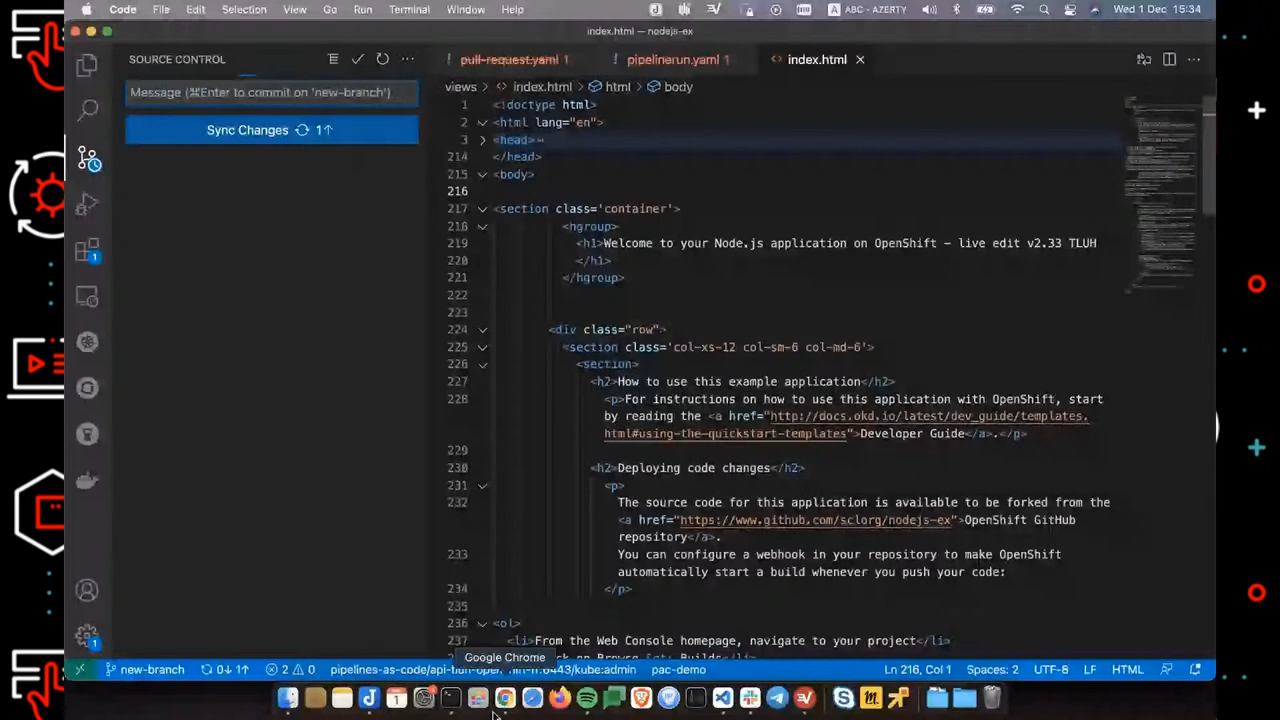 Code File Edit Selection View Go Run Terminal Window Help ABC - AZERTY Wed 1 Dec 15:34
index.html — nodejs-ex
SOURCE CONTROL
pull-request.yaml 1 pipelinerun.yaml 1 index.html
Message (⌘Enter to commit on 'new-branch')
views > index.html > html > body
Sync Changes 1↑
1 <!doctype html>
2 <html lang="en">
3 <head>
214 </head>
215 <body>
216
217 <section class='container'>
218 <hgroup>
219 <h1>Welcome to your Node.js application on OpenShift - live edit v2.33 TLUH
220 </h1>
221 </hgroup>
222
223
224 <div class="row">
225 <section class='col-xs-12 col-sm-6 col-md-6'>
226 <section>
227 <h2>How to use this example application</h2>
228 <p>For instructions on how to use this application with OpenShift, start
by reading the <a href="http://docs.okd.io/latest/dev_guide/templates.
html#using-the-quickstart-templates">Developer Guide</a>.</p>
229
230 <h2>Deploying code changes</h2>
231 <p>
232 The source code for this application is available to be forked from the
<a href="https://www.github.com/sclorg/nodejs-ex">OpenShift GitHub
repository</a>.
233 You can configure a webhook in your repository to make OpenShift
automatically start a build whenever you push your code:
234 </p>
235
236 <ol>
237 <li>From the Web Console homepage, navigate to your project</li>
Google Chrome
new-branch 0↓ 1↑ 2 0 pipelines-as-code/api-tun-oper :6443/kube:admin pac-demo Ln 216, Col 1 Spaces: 2 UTF-8 LF HTML